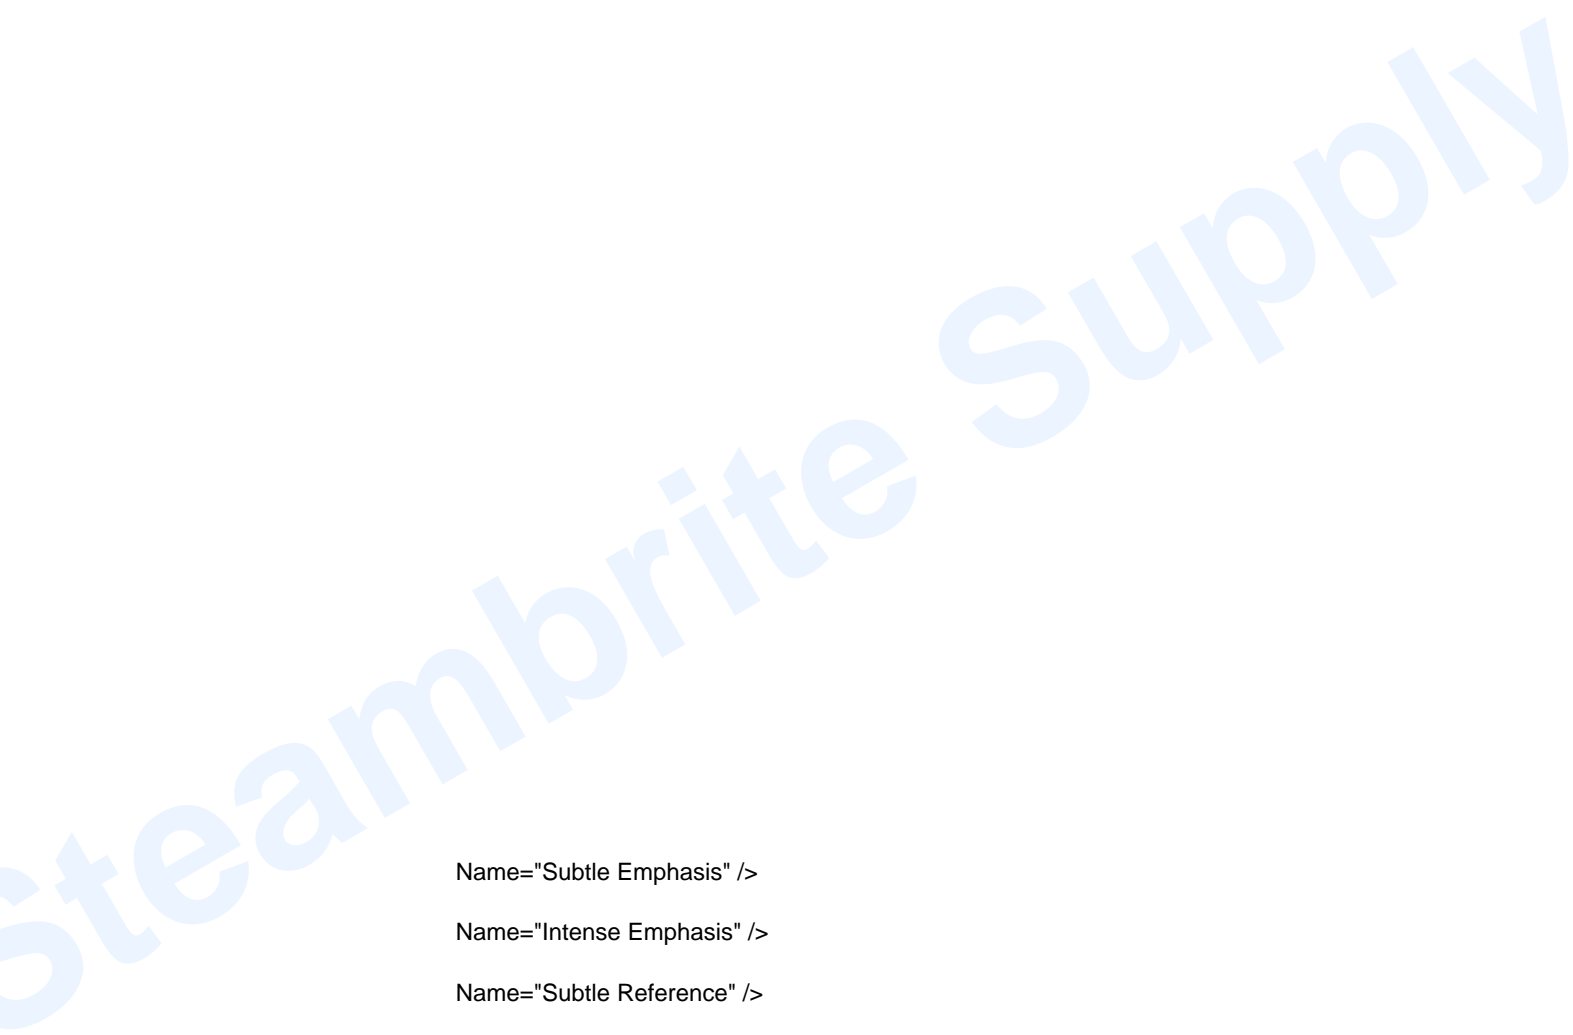 Steambrite Supply
Name="Subtle Emphasis" />
Name="Intense Emphasis" />
Name="Subtle Reference" />